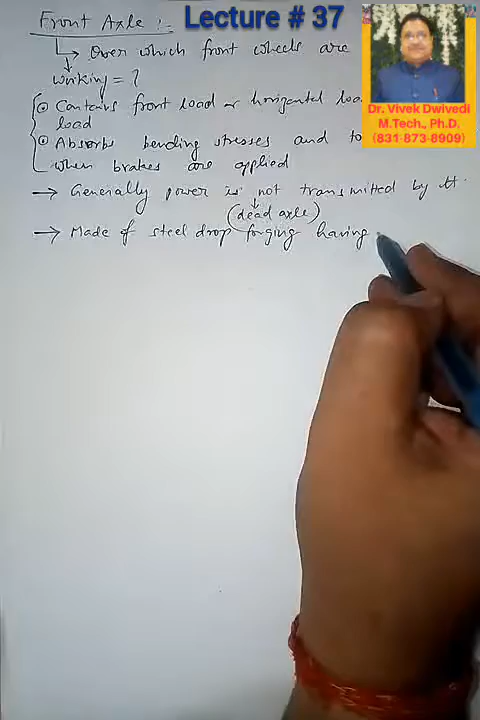 Front Axle :-
Lecture # 37
Over which front wheels are
working = ?
Contains front load or horizontal loa
load
Absorbs bending stresses and to
when brakes are applied
→ Generally power is not transmitted by it.
(dead axle)
→ Made of steel drop forging having
Dr. Vivek Dwivedi
M.Tech., Ph.D.
(831-873-8909)